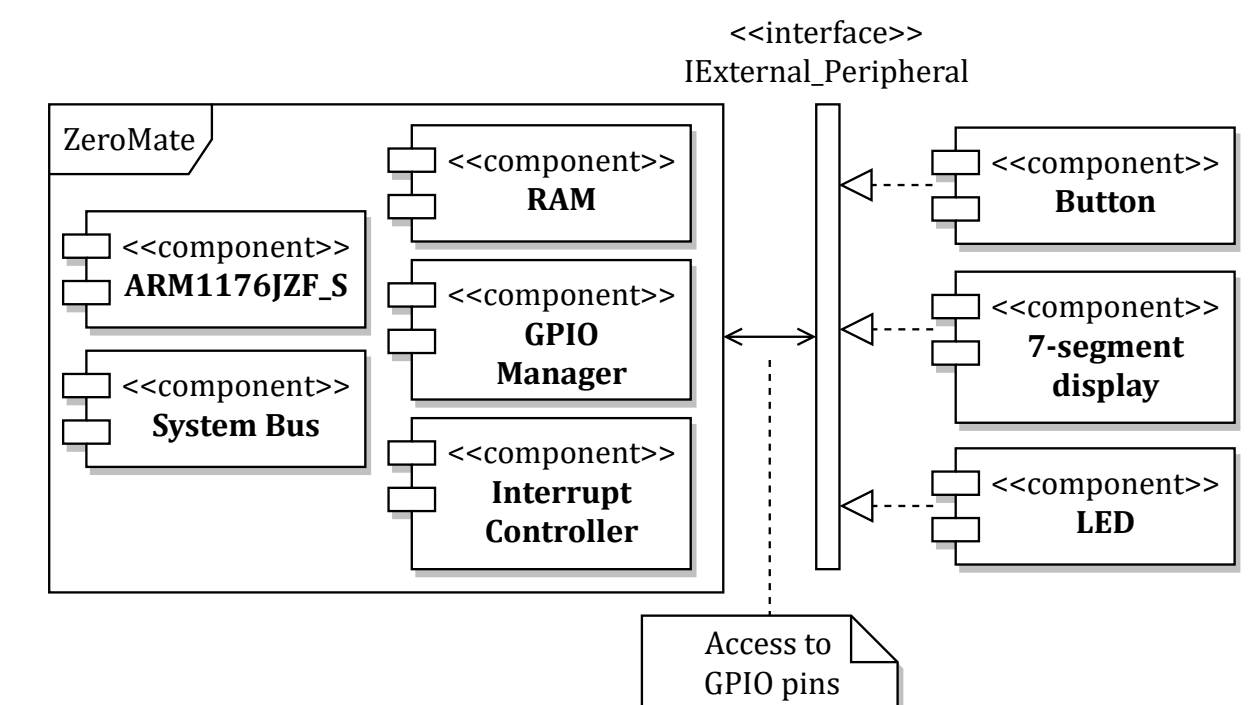 <<interface>>
IExternal_Peripheral
ZeroMate
<<component>>
RAM
<<component>>
ARM1176JZF_S
<<component>>
GPIO
Manager
<<component>>
System Bus
<<component>>
Interrupt
Controller
<<component>>
Button
<<component>>
7-segment
display
<<component>>
LED
Access to
GPIO pins